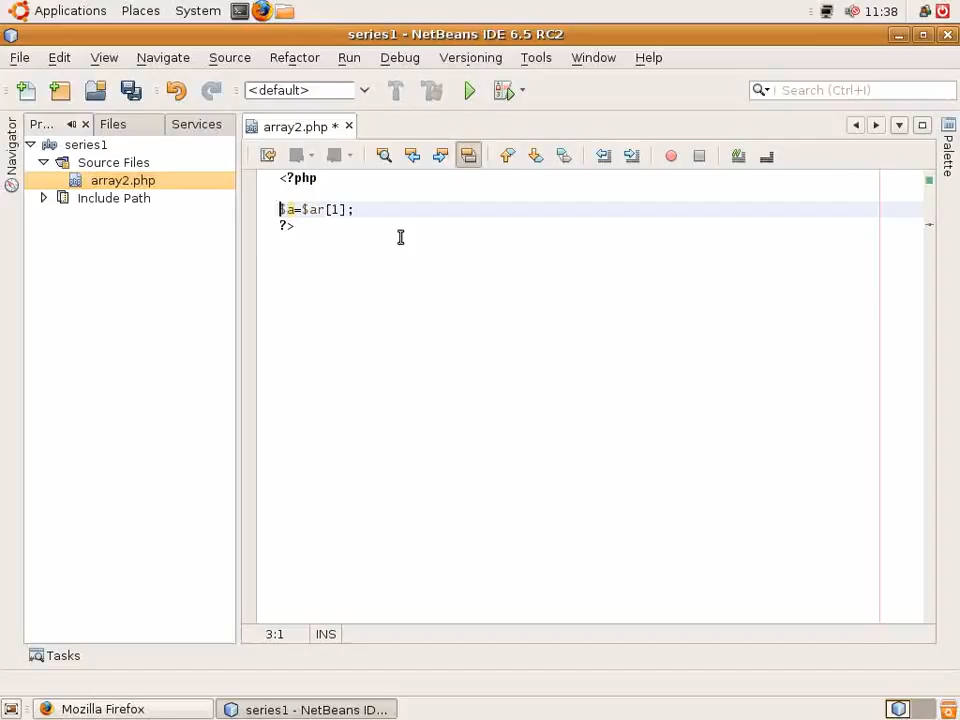 Applications Places System 11:38
series1 - NetBeans IDE 6.5 RC2
File Edit View Navigate Source Refactor Run Debug Versioning Tools Window Help
<default> Search (Ctrl+I)
Navigator
Pr... Files Services
array2.php *
Palette
series1
Source Files
array2.php
Include Path
<?php
$a=$ar[1];
?>
3:1 INS
Tasks
Mozilla Firefox series1 - NetBeans ID...